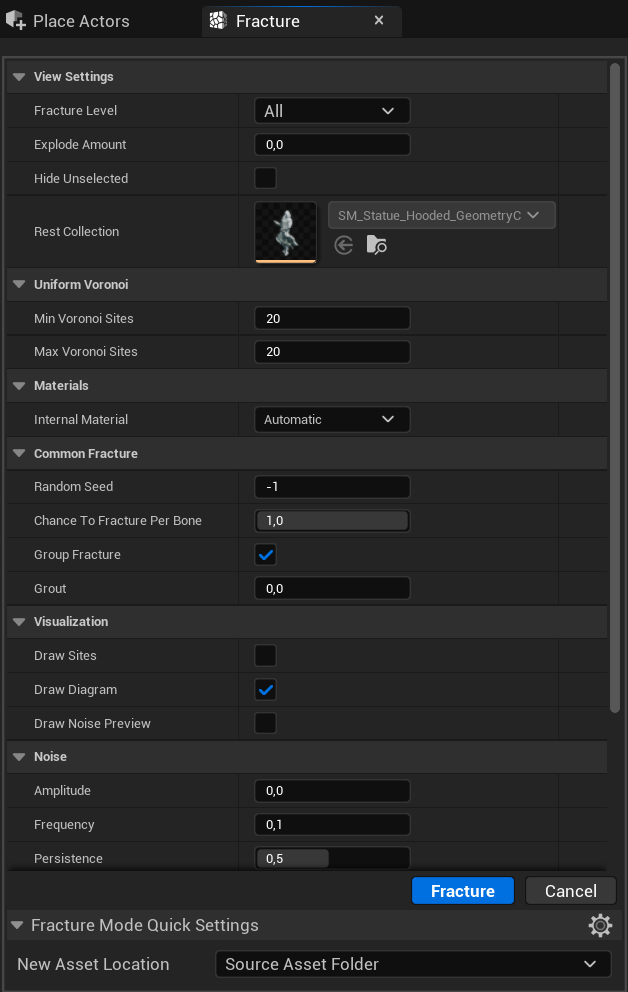 Place Actors
Fracture
View Settings
Fracture Level All
Explode Amount 0,0
Hide Unselected
Rest Collection SM_Statue_Hooded_GeometryC
Uniform Voronoi
Min Voronoi Sites 20
Max Voronoi Sites 20
Materials
Internal Material Automatic
Common Fracture
Random Seed -1
Chance To Fracture Per Bone 1,0
Group Fracture
Grout 0,0
Visualization
Draw Sites
Draw Diagram
Draw Noise Preview
Noise
Amplitude 0,0
Frequency 0,1
Persistence 0,5
Fracture Cancel
Fracture Mode Quick Settings
New Asset Location Source Asset Folder